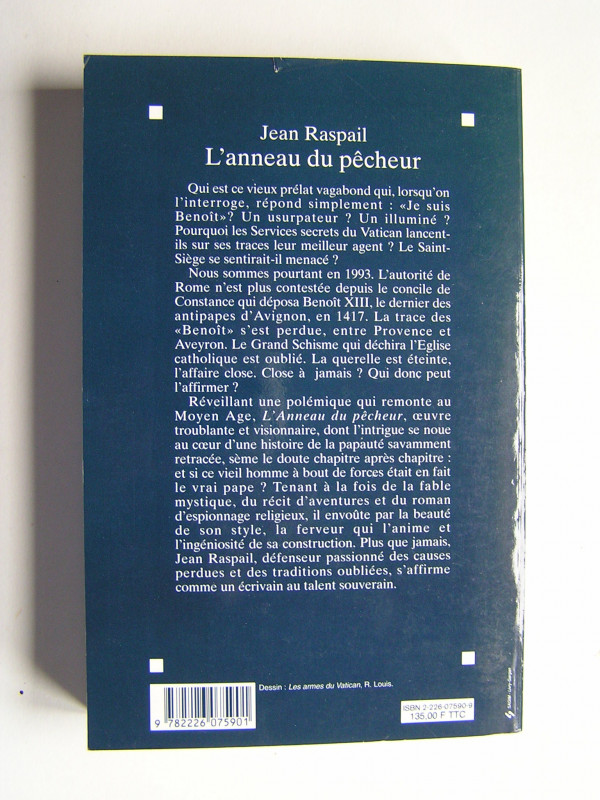 Jean Raspail
L'anneau du pêcheur
Qui est ce vieux prélat vagabond qui, lorsqu'on
l'interroge, répond simplement : «Je suis
Benoît»? Un usurpateur ? Un illuminé ?
Pourquoi les Services secrets du Vatican lancent-
ils sur ses traces leur meilleur agent ? Le Saint-
Siège se sentirait-il menacé ?
Nous sommes pourtant en 1993. L'autorité de
Rome n'est plus contestée depuis le concile de
Constance qui déposa Benoît XIII, le dernier des
antipapes d'Avignon, en 1417. La trace des
«Benoît» s'est perdue, entre Provence et
Aveyron. Le Grand Schisme qui déchira l'Eglise
catholique est oublié. La querelle est éteinte,
l'affaire close. Close à jamais ? Qui donc peut
l'affirmer ?
Réveillant une polémique qui remonte au
Moyen Age, L'Anneau du pêcheur, œuvre
troublante et visionnaire, dont l'intrigue se noue
au cœur d'une histoire de la papauté savamment
retracée, sème le doute chapitre après chapitre :
et si ce vieil homme à bout de forces était en fait
le vrai pape ? Tenant à la fois de la fable
mystique, du récit d'aventures et du roman
d'espionnage religieux, il envoûte par la beauté
de son style, la ferveur qui l'anime et
l'ingéniosité de sa construction. Plus que jamais,
Jean Raspail, défenseur passionné des causes
perdues et des traditions oubliées, s'affirme
comme un écrivain au talent souverain.
Dessin : Les armes du Vatican, R. Louis.
9 782226 075901
ISBN 2-226-07590-9
135,00 F TTC